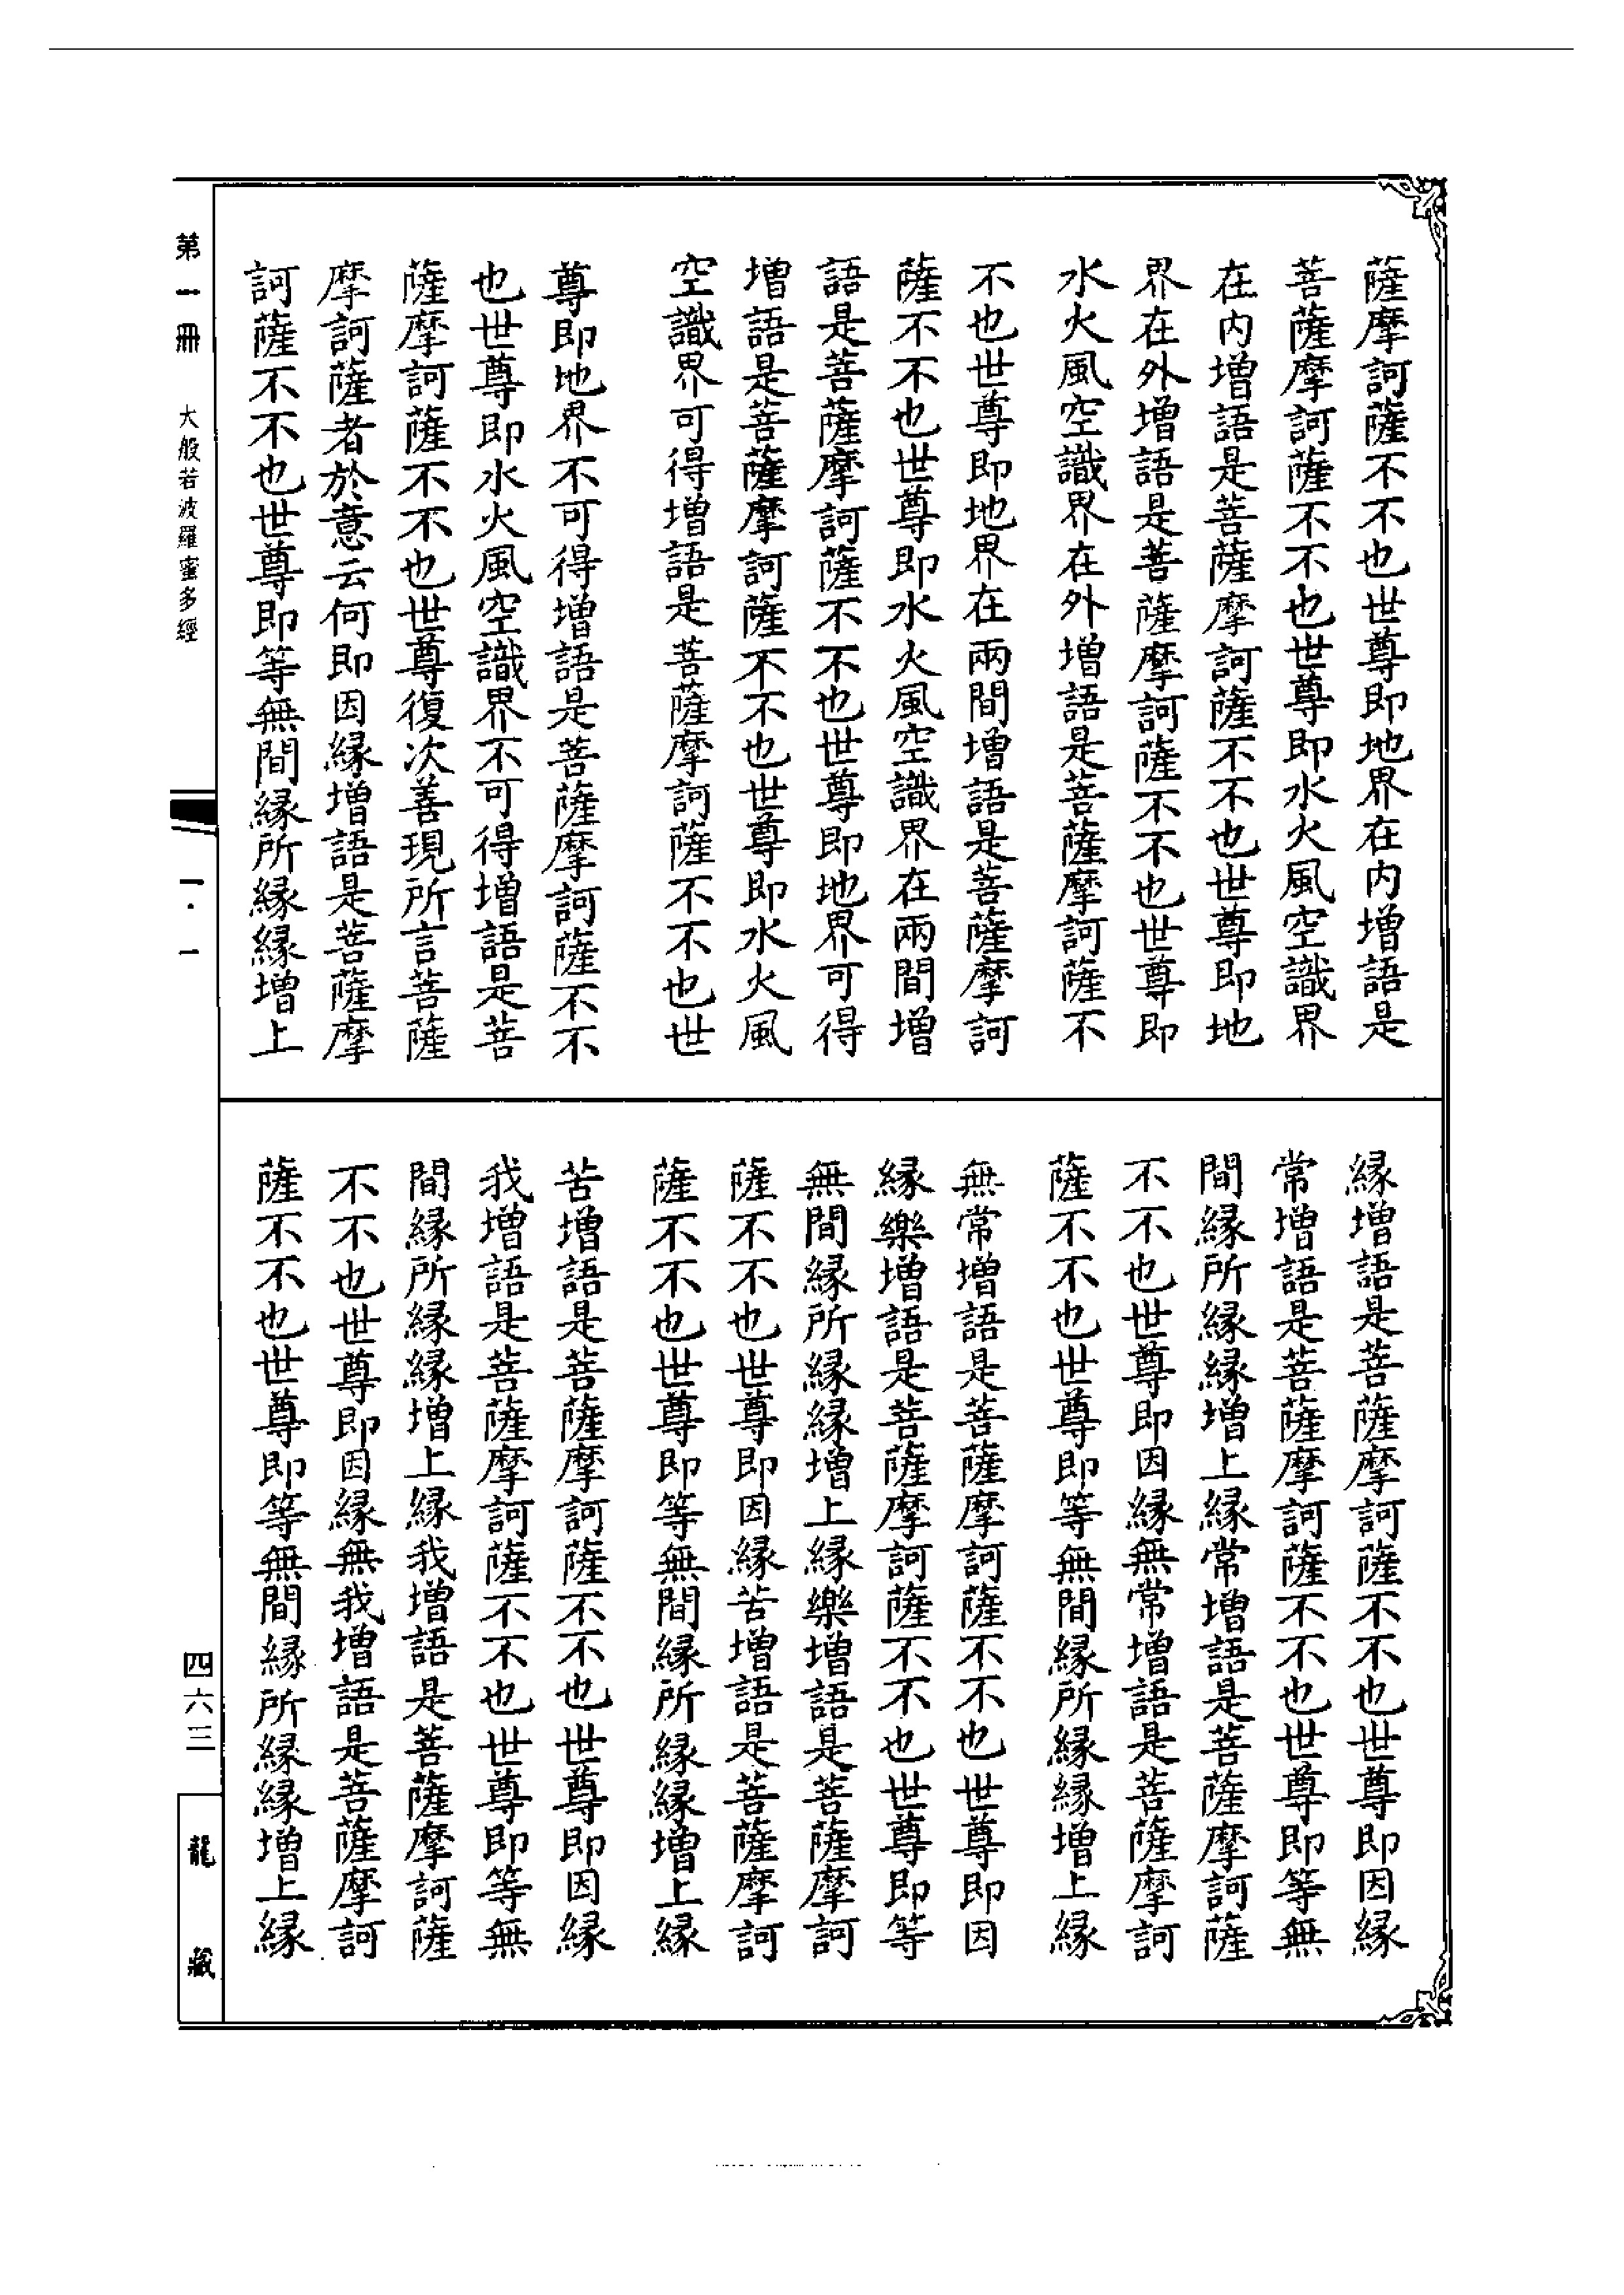 薩摩訶薩不不也世尊即地界在内增語是
菩薩摩訶薩不不也世尊即水火風空識界
在内增語是菩薩摩訶薩不不也世尊即地
界在外增語是菩薩摩訶薩不不也世尊即
水火風空識界在外增語是菩薩摩訶薩不
不也世尊即地界在兩間增語是菩薩摩訶
薩不不也世尊即水火風空識界在兩間增
語是菩薩摩訶薩不不也世尊即地界可得
增語是菩薩摩訶薩不不也世尊即水火風
空識界可得增語是菩薩摩訶薩不不也世
尊即地界不可得增語是菩薩摩訶薩不不
也世尊即水火風空識界不可得增語是菩
薩摩訶薩不不也世尊復次善現所言菩薩
摩訶薩者於意云何即因緣增語是菩薩摩
訶薩不不也世尊即等無間緣所緣緣增上
緣增語是菩薩摩訶薩不不也世尊即因緣
常增語是菩薩摩訶薩不不也世尊即等無
間緣所緣緣增上緣常增語是菩薩摩訶薩
不不也世尊即因緣無常增語是菩薩摩訶
薩不不也世尊即等無間緣所緣緣增上緣
無常增語是菩薩摩訶薩不不也世尊即因
緣樂增語是菩薩摩訶薩不不也世尊即等
無間緣所緣緣增上緣樂增語是菩薩摩訶
薩不不也世尊即因緣苦增語是菩薩摩訶
薩不不也世尊即等無間緣所緣緣增上緣
苦增語是菩薩摩訶薩不不也世尊即因緣
我增語是菩薩摩訶薩不不也世尊即等無
間緣所緣緣增上緣我增語是菩薩摩訶薩
不不也世尊即因緣無我增語是菩薩摩訶
薩不不也世尊即等無間緣所緣緣增上緣
第一冊 大般若波羅蜜多經
一·一
四六三
龍藏